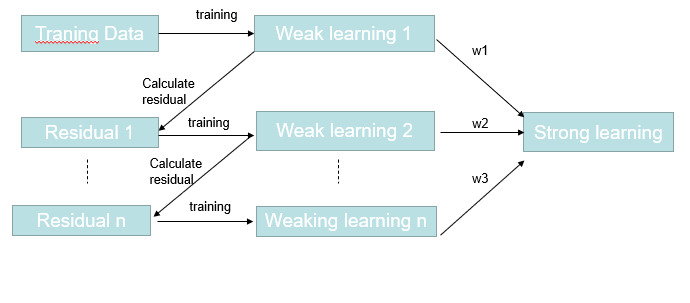 training
Traning Data
Weak learning 1
w1
Calculate
residual
Residual 1
training
Weak learning 2
w2
Strong learning
Calculate
residual
w3
Residual n
training
Weaking learning n